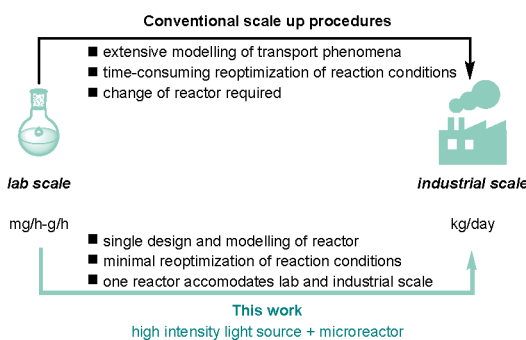 Conventional scale up procedures
■ extensive modelling of transport phenomena
■ time-consuming reoptimization of reaction conditions
■ change of reactor required
lab scale
industrial scale
mg/h-g/h
kg/day
■ single design and modelling of reactor
■ minimal reoptimization of reaction conditions
■ one reactor accomodates lab and industrial scale
This work
high intensity light source + microreactor